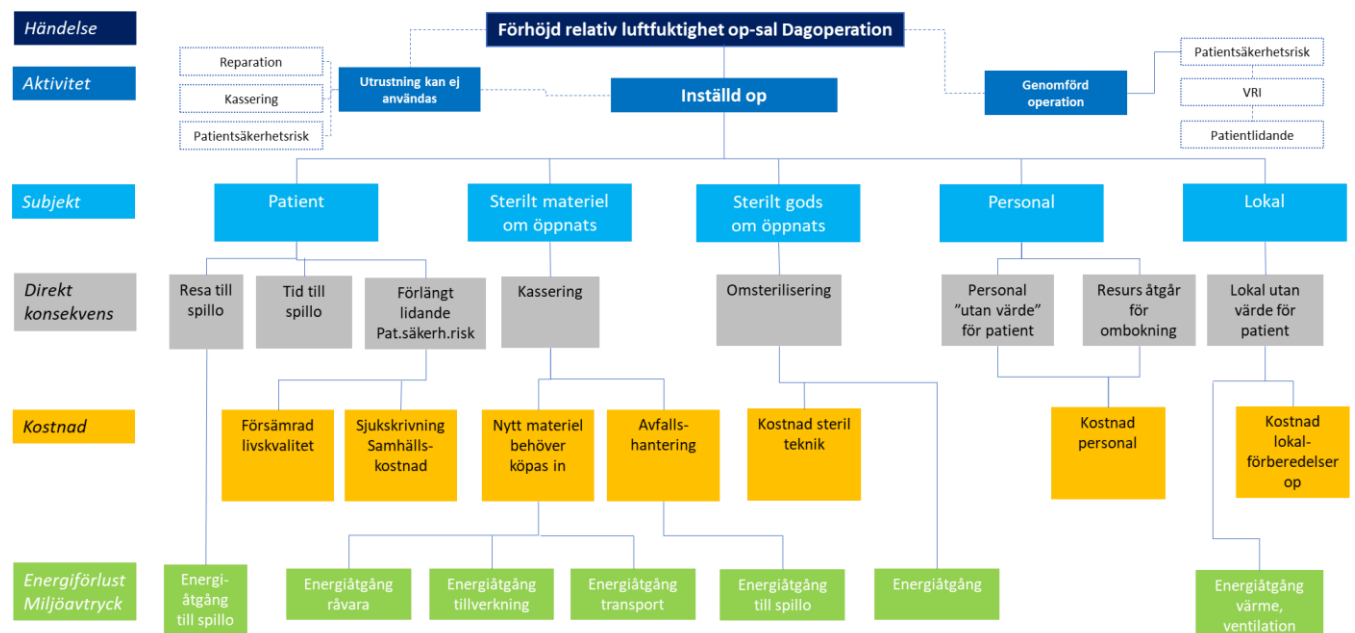 Händelse
Förhöjd relativ luftfuktighet op-sal Dagoperation
Reparation
Kassering
Patientsäkerhetsrisk
Aktivitet
Utrustning kan ej
användas
Inställd op
Genomförd
operation
Patientsäkerhetsrisk
VRI
Patientlidande
Subjekt
Patient
Sterilt materiel
om öppnats
Sterilt gods
om öppnats
Personal
Lokal
Direkt
konsekvens
Resa till
spillo
Tid till
spillo
Förlängt
lidande
Pat.säkerh.risk
Kassering
Omsterilisering
Personal
”utan värde”
för patient
Resurs åtgår
för
ombokning
Lokal utan
värde för
patient
Kostnad
Försämrad
livskvalitet
Sjukskrivning
Samhälls-
kostnad
Nytt materiel
behöver
köpas in
Avfalls-
hantering
Kostnad steril
teknik
Kostnad
personal
Kostnad
lokal-
förberedelser
op
Energiförlust
Miljöavtryck
Energi-
åtgång
till spillo
Energiåtgång
råvara
Energiåtgång
tillverkning
Energiåtgång
transport
Energiåtgång
till spillo
Energiåtgång
Energiåtgång
värme,
ventilation